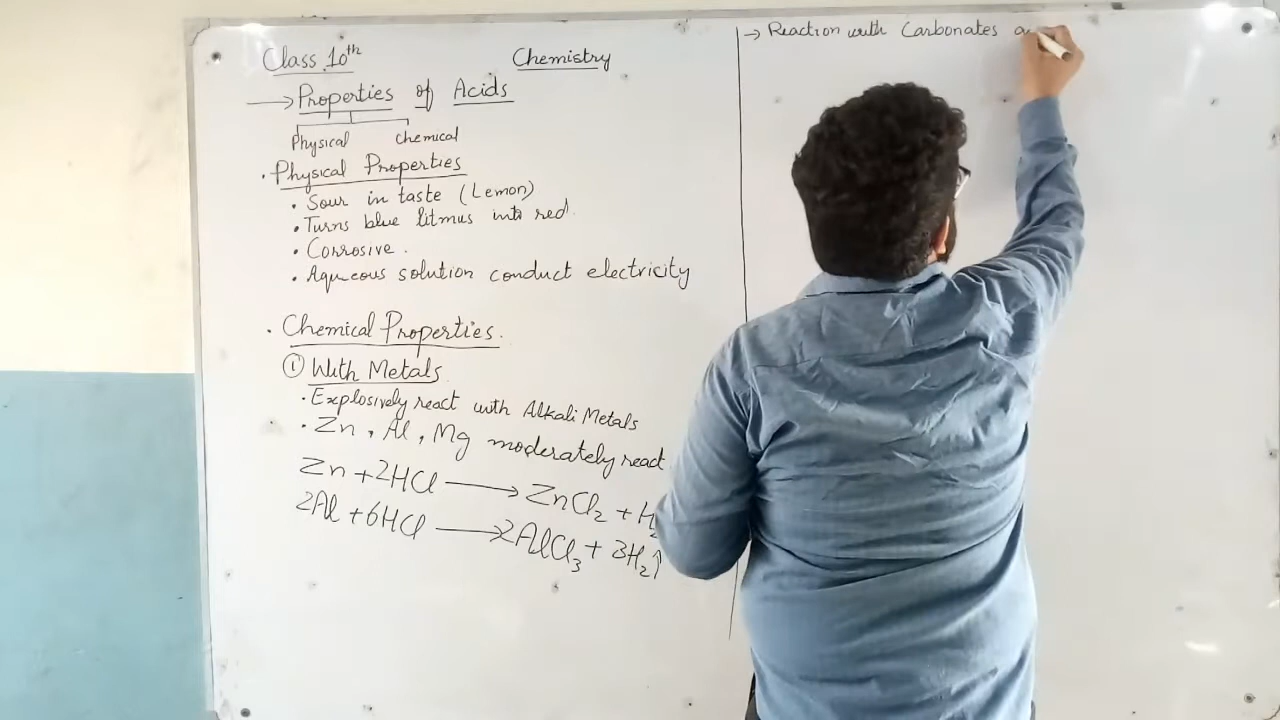 Class 10th Chemistry
→ Properties of Acids
Physical chemical
• Physical Properties
• Sour in taste (Lemon)
• Turns blue litmus into red.
• Corrosive.
• Aqueous solution conduct electricity
• Chemical Properties.
① With Metals
• Explosively react with Alkali Metals
• Zn, Al, Mg moderately react
Zn + 2HCl → ZnCl₂ + H₂
2Al + 6HCl → 2AlCl₃ + 3H₂↑
→ Reaction with Carbonates